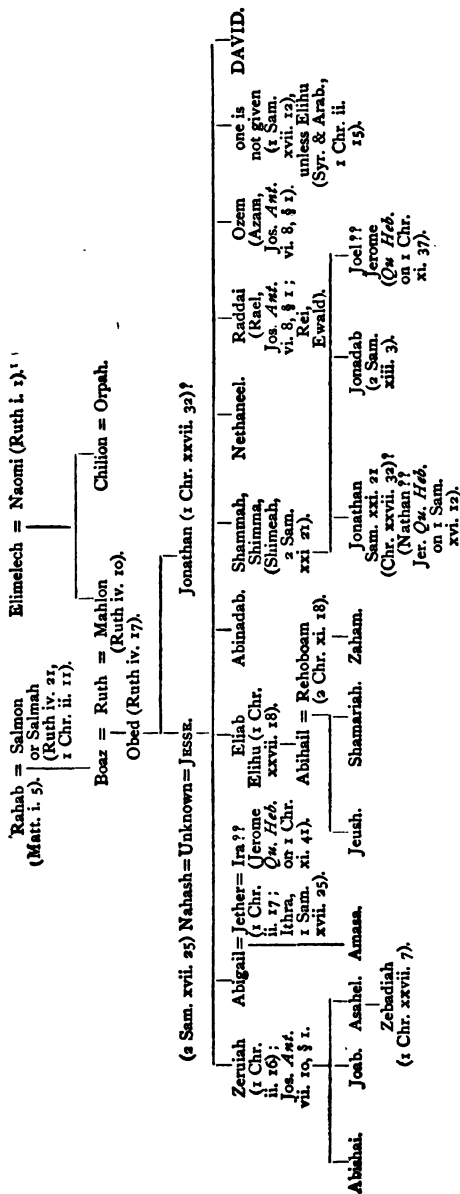 Elimelech = Naomi (Ruth i. 1).
Rahab = Salmon
(Matt. i. 5). or Salmah
(Ruth iv. 21,
1 Chr. ii. 11).
Chilion = Orpah.
Boaz = Ruth = Mahlon
(Ruth iv. 10).
Obed (Ruth iv. 17).
(2 Sam. xvii. 25) Nahash=Unknown=JESSE.
Jonathan (1 Chr. xxvii. 32)?
Zeruiah
(1 Chr.
ii. 16);
Jos. Ant.
vii. 10, § 1.
Abigail=Jether=Ira??
(1 Chr.
ii. 17;
Ithra,
1 Sam.
xvii. 25).
(Jerome
Qu. Heb.
on 1 Chr.
xi. 41).
Eliab
Elihu (1 Chr.
xxvii. 18).
Abinadab.
Shammah,
Shimma,
(Shimeah,
2 Sam.
xxi 21).
Nethaneel.
Raddai
(Rael,
Jos. Ant.
vi. 8, § 1;
Rei,
Ewald).
Ozem
(Azam,
Jos. Ant.
vi. 8, § 1).
one is
not given
(1 Sam.
xvii. 12),
unless Elihu
(Syr. & Arab.,
1 Chr. ii.
15).
DAVID.
Abihail = Rehoboam
(2 Chr. xi. 18).
Abishai.
Joab.
Asahel.
Zebadiah
(1 Chr. xxvii. 7).
Amasa.
Jeush.
Shamariah.
Zaham.
Jonathan
Sam. xxi. 21
(Chr. xxvii. 32)?
(Nathan??
Jer. Qu. Heb.
on 1 Sam.
xvi. 12).
Jonadab
(2 Sam.
xiii. 3).
Joel??
Jerome
(Qu Heb.
on 1 Chr.
xi. 37).